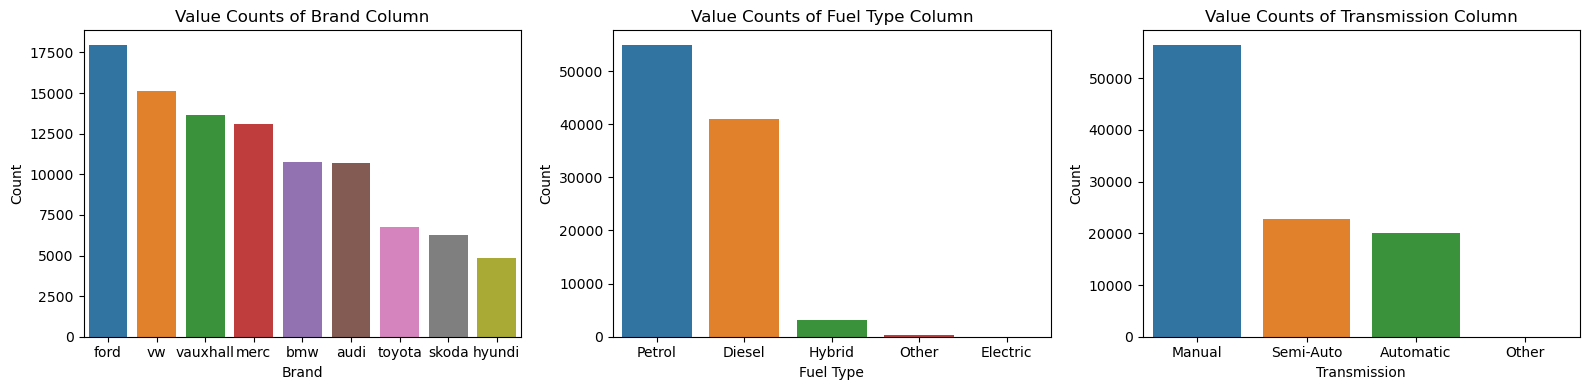 Value Counts of Brand Column
17500
15000
12500
10000
7500
5000
2500
0
Count
ford vw vauxhall merc bmw audi toyota skoda hyundi
Brand
Value Counts of Fuel Type Column
50000
40000
30000
20000
10000
0
Count
Petrol Diesel Hybrid Other Electric
Fuel Type
Value Counts of Transmission Column
50000
40000
30000
20000
10000
0
Count
Manual Semi-Auto Automatic Other
Transmission